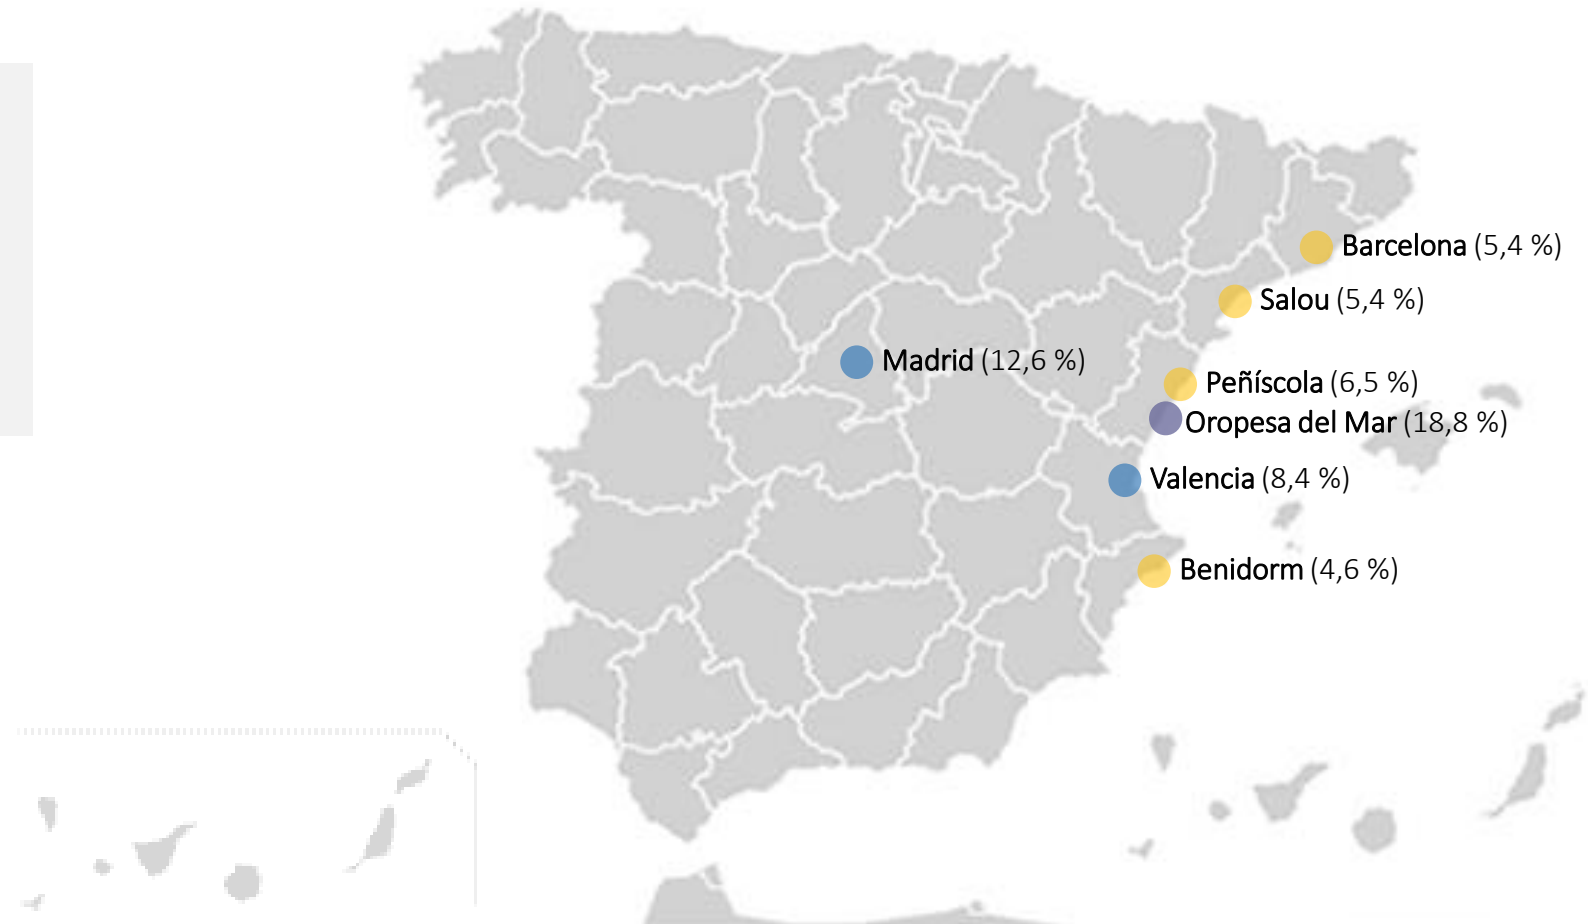 Barcelona (5,4 %)
Salou (5,4 %)
Madrid (12,6 %)
Peñíscola (6,5 %)
Oropesa del Mar (18,8 %)
Valencia (8,4 %)
Benidorm (4,6 %)